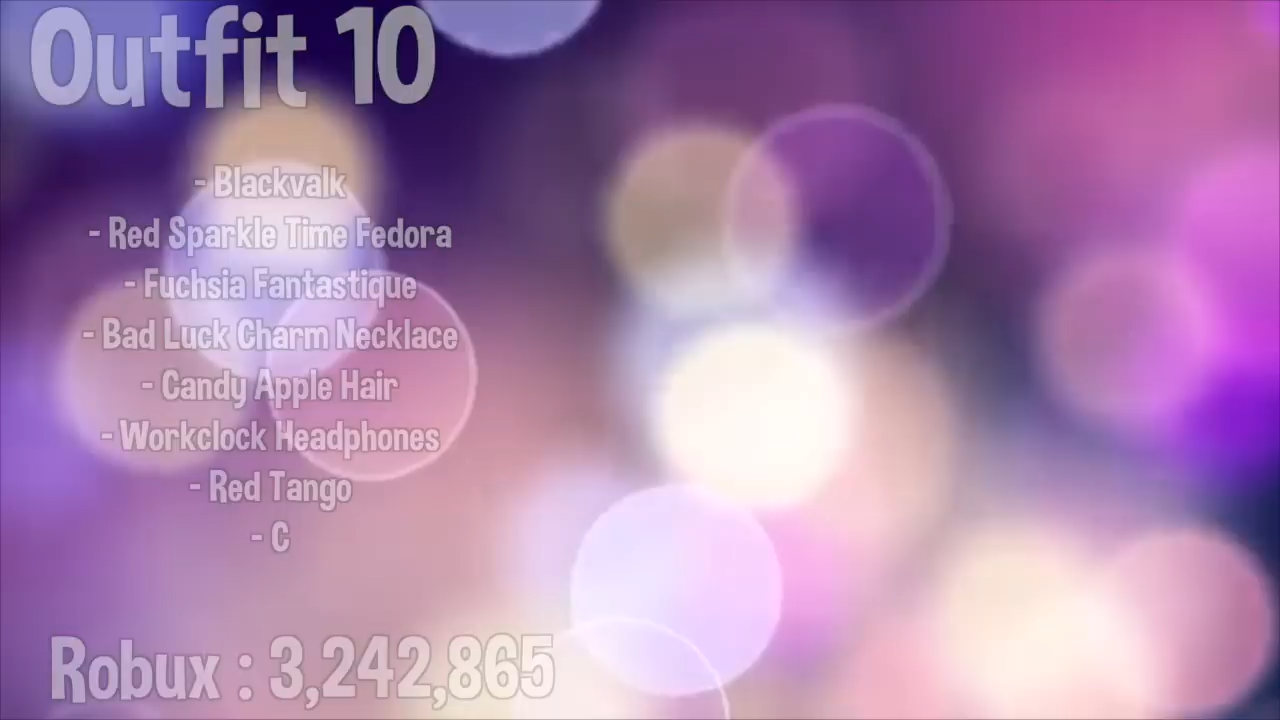 Outfit 10
- Blackvalk
- Red Sparkle Time Fedora
- Fuchsia Fantastique
- Bad Luck Charm Necklace
- Candy Apple Hair
- Workclock Headphones
- Red Tango
- C
Robux : 3,242,865